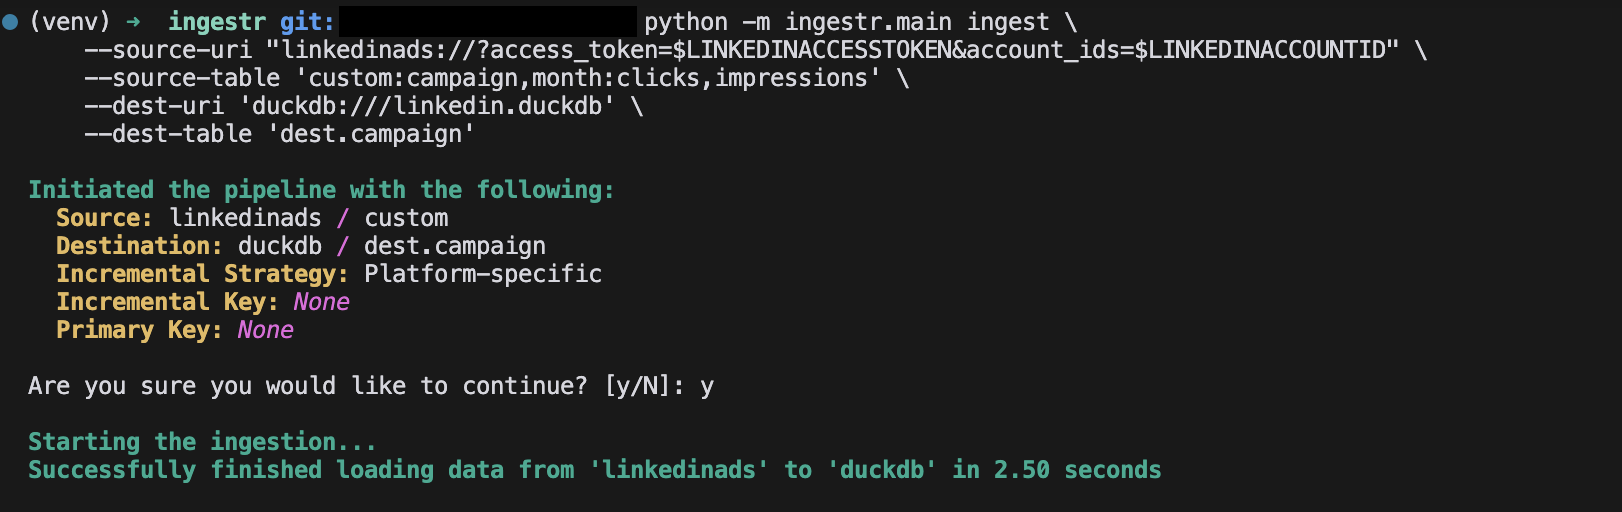 (venv) ➜ ingestr git: python -m ingestr.main ingest \
--source-uri "linkedinads://?access_token=$LINKEDINACCESSTOKEN&account_ids=$LINKEDINACCOUNTID" \
--source-table 'custom:campaign,month:clicks,impressions' \
--dest-uri 'duckdb:///linkedin.duckdb' \
--dest-table 'dest.campaign'
Initiated the pipeline with the following:
Source: linkedinads / custom
Destination: duckdb / dest.campaign
Incremental Strategy: Platform-specific
Incremental Key: None
Primary Key: None
Are you sure you would like to continue? [y/N]: y
Starting the ingestion...
Successfully finished loading data from 'linkedinads' to 'duckdb' in 2.50 seconds